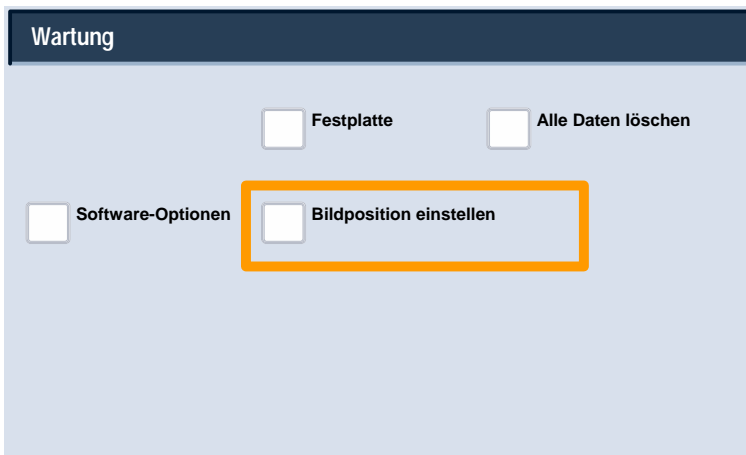 Wartung
Festplatte
Alle Daten löschen
Software-Optionen
Bildposition einstellen